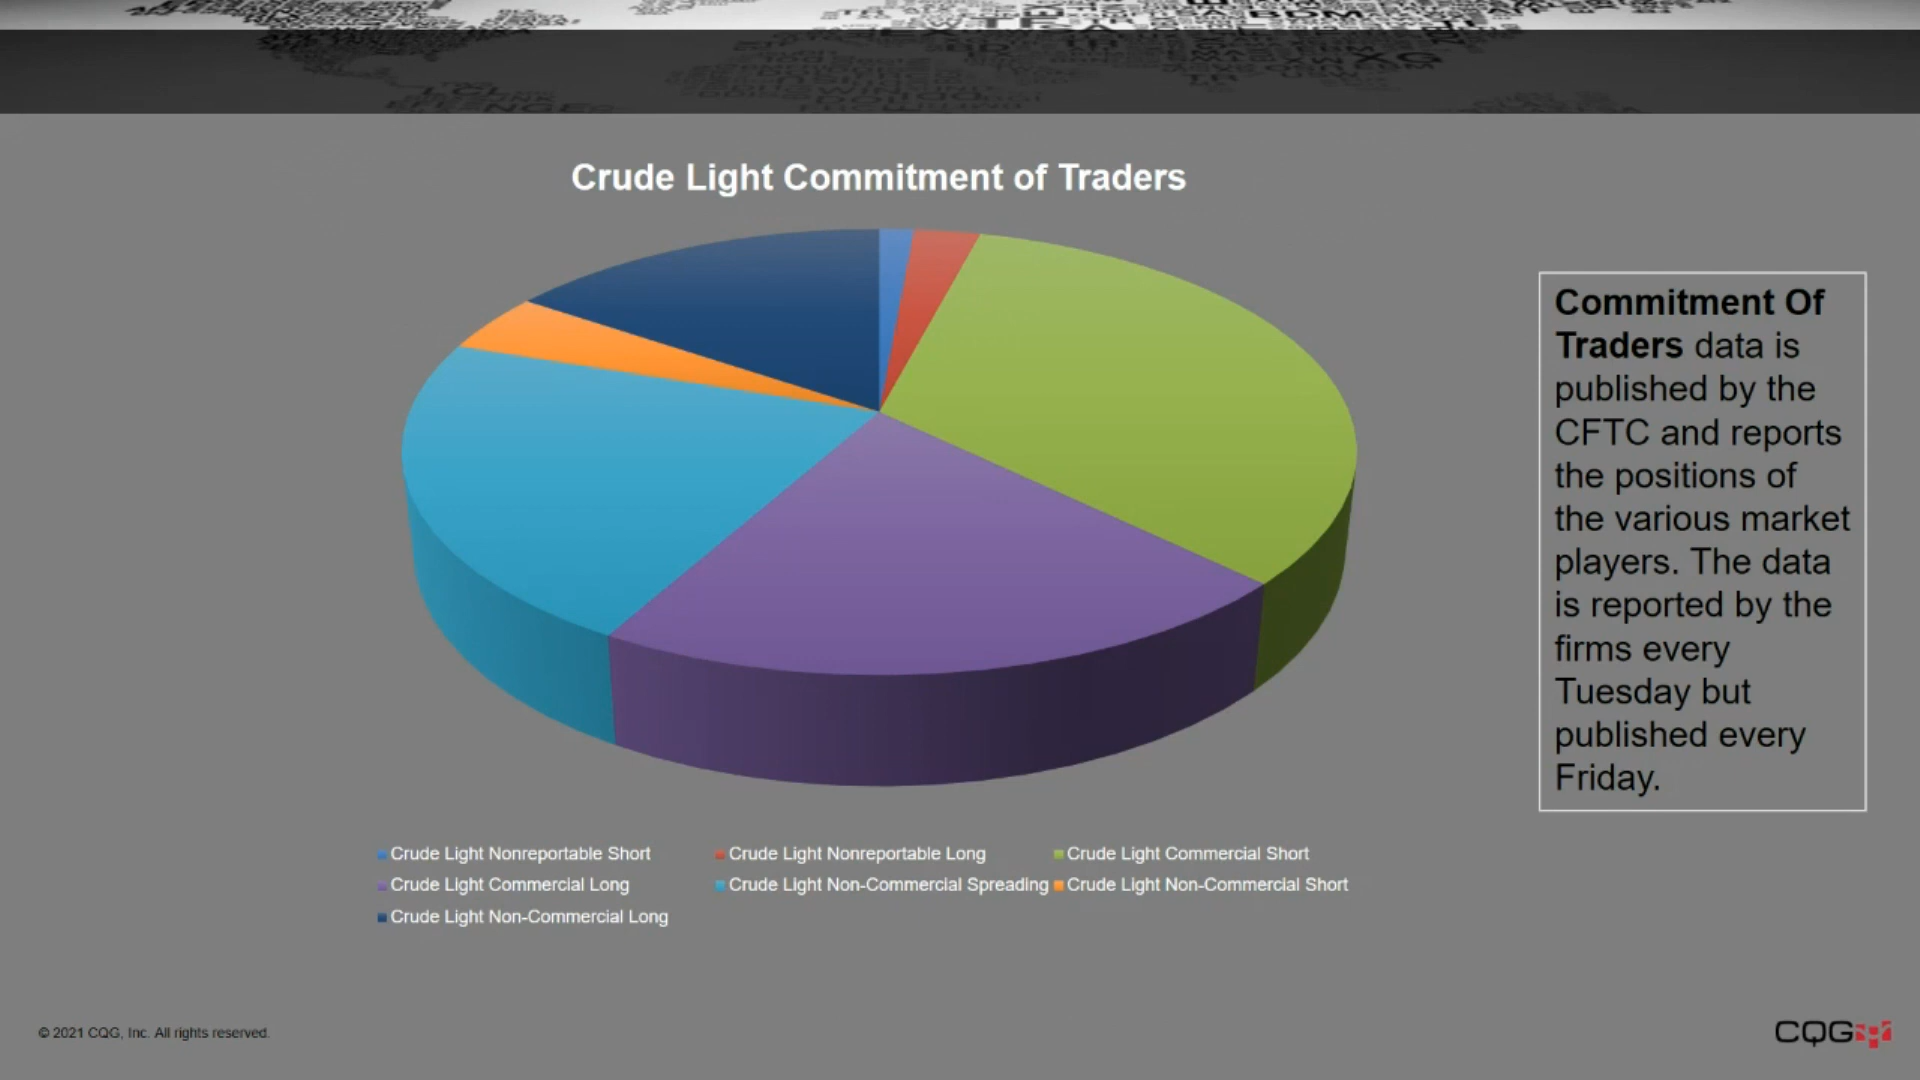 Crude Light Commitment of Traders
Commitment Of
Traders data is
published by the
CFTC and reports
the positions of
the various market
players. The data
is reported by the
firms every
Tuesday but
published every
Friday.
Crude Light Nonreportable Short
Crude Light Nonreportable Long
Crude Light Commercial Short
Crude Light Commercial Long
Crude Light Non-Commercial Spreading
Crude Light Non-Commercial Short
Crude Light Non-Commercial Long
© 2021 CQG, Inc. All rights reserved.
CQG